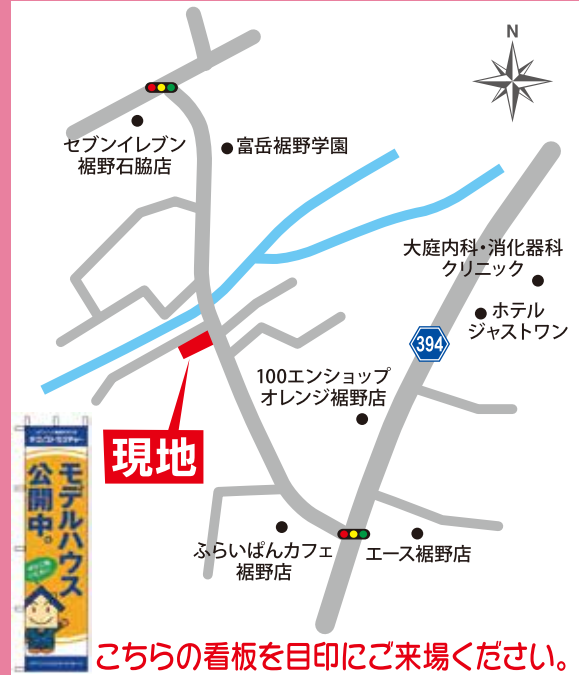 N
セブンイレブン
裾野石脇店
富岳裾野学園
大庭内科・消化器科
クリニック
ホテル
ジャストワン
394
100エンショップ
オレンジ裾野店
現地
モデルハウス
公開中。
ふらいぱんカフェ
裾野店
エース裾野店
こちらの看板を目印にご来場ください。